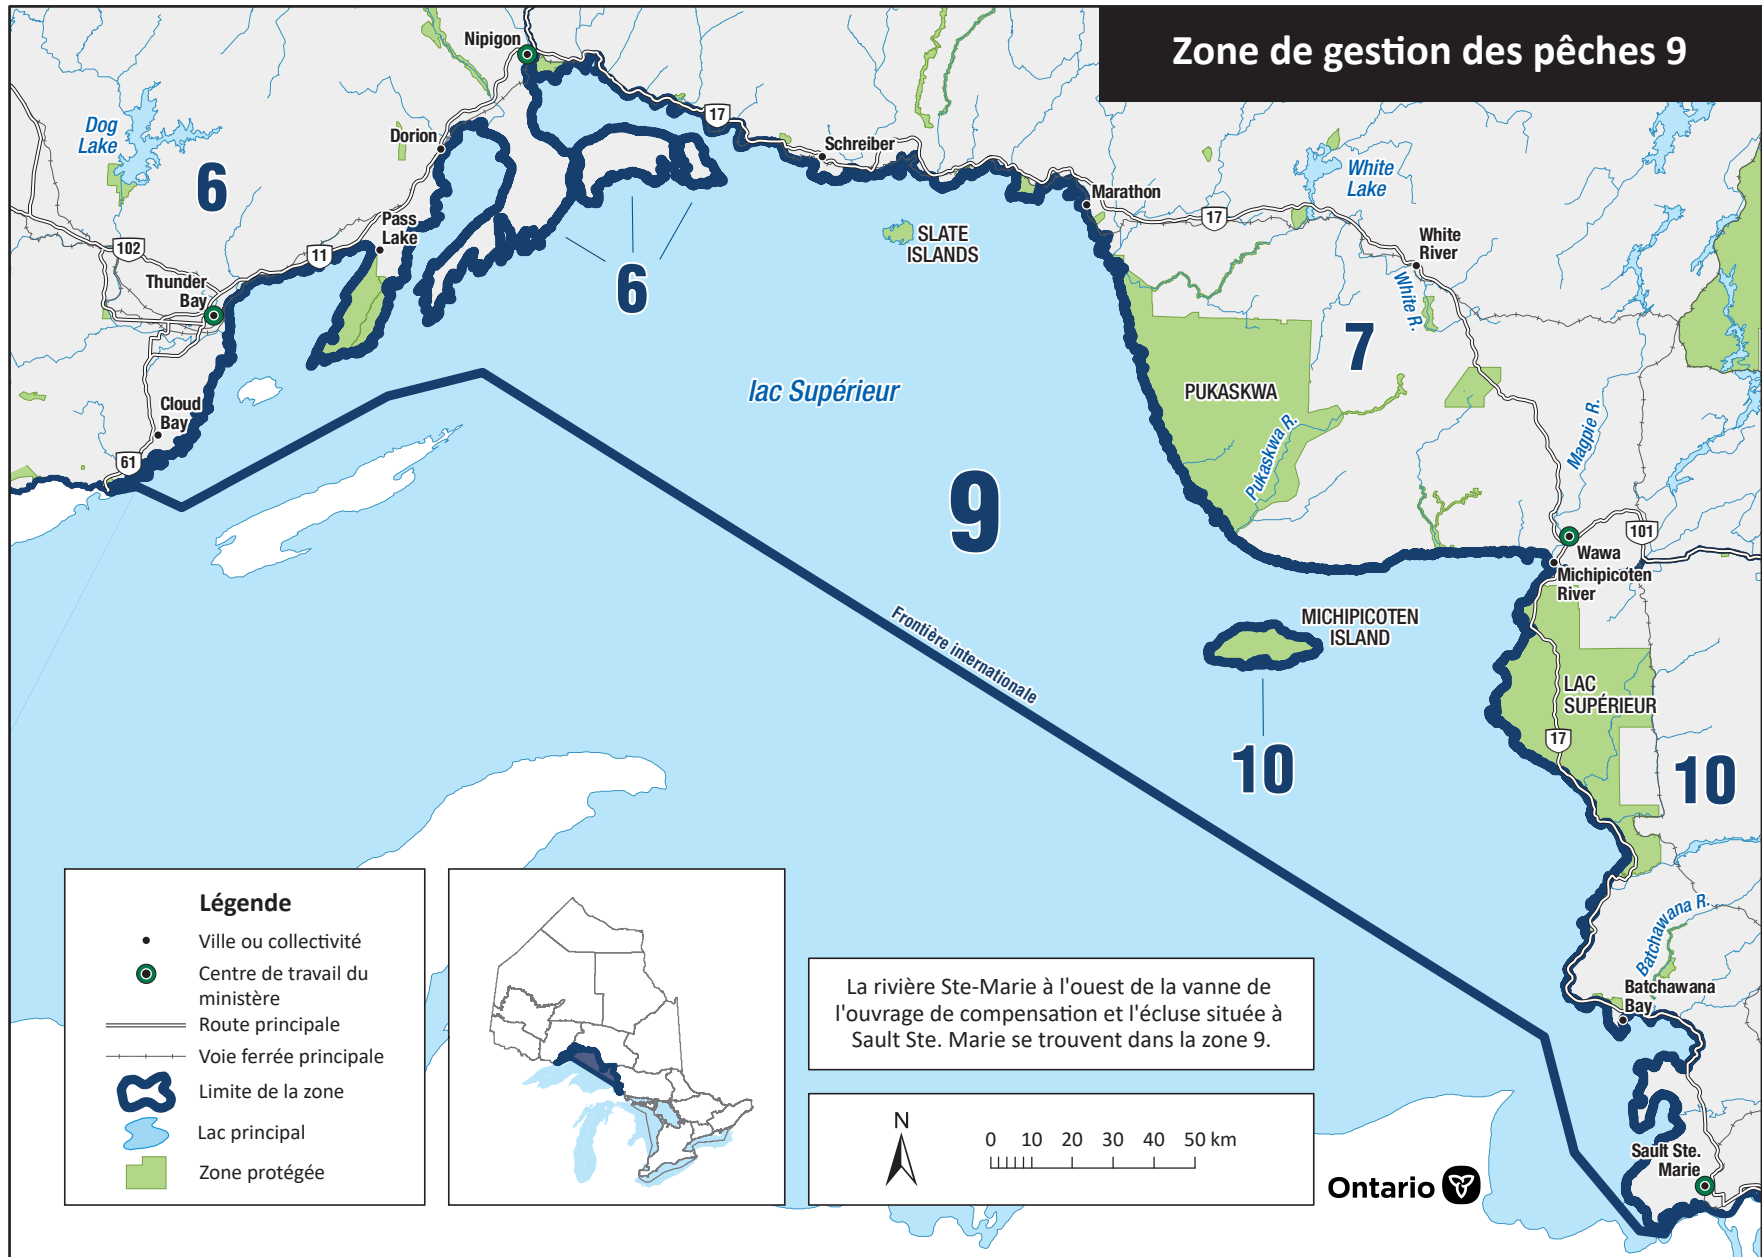 Zone de gestion des pêches 9
Nipigon
17
Dog
Lake
Dorion
Schreiber
White
Lake
6
Marathon
17
Pass
Lake
SLATE
ISLANDS
White
River
102
11
Thunder
Bay
6
White R.
7
lac Supérieur
PUKASKWA
Cloud
Bay
Magpie R.
61
Pukaskwa R.
9
101
Wawa
Michipicoten
River
Frontière internationale
MICHIPICOTEN
ISLAND
LAC
SUPÉRIEUR
17
10
10
Batchawana R.
Batchawana
Bay
Sault Ste.
Marie
Légende
Ville ou collectivité
Centre de travail du
ministère
Route principale
Voie ferrée principale
Limite de la zone
Lac principal
Zone protégée
La rivière Ste-Marie à l'ouest de la vanne de
l'ouvrage de compensation et l'écluse située à
Sault Ste. Marie se trouvent dans la zone 9.
N
0 10 20 30 40 50 km
Ontario